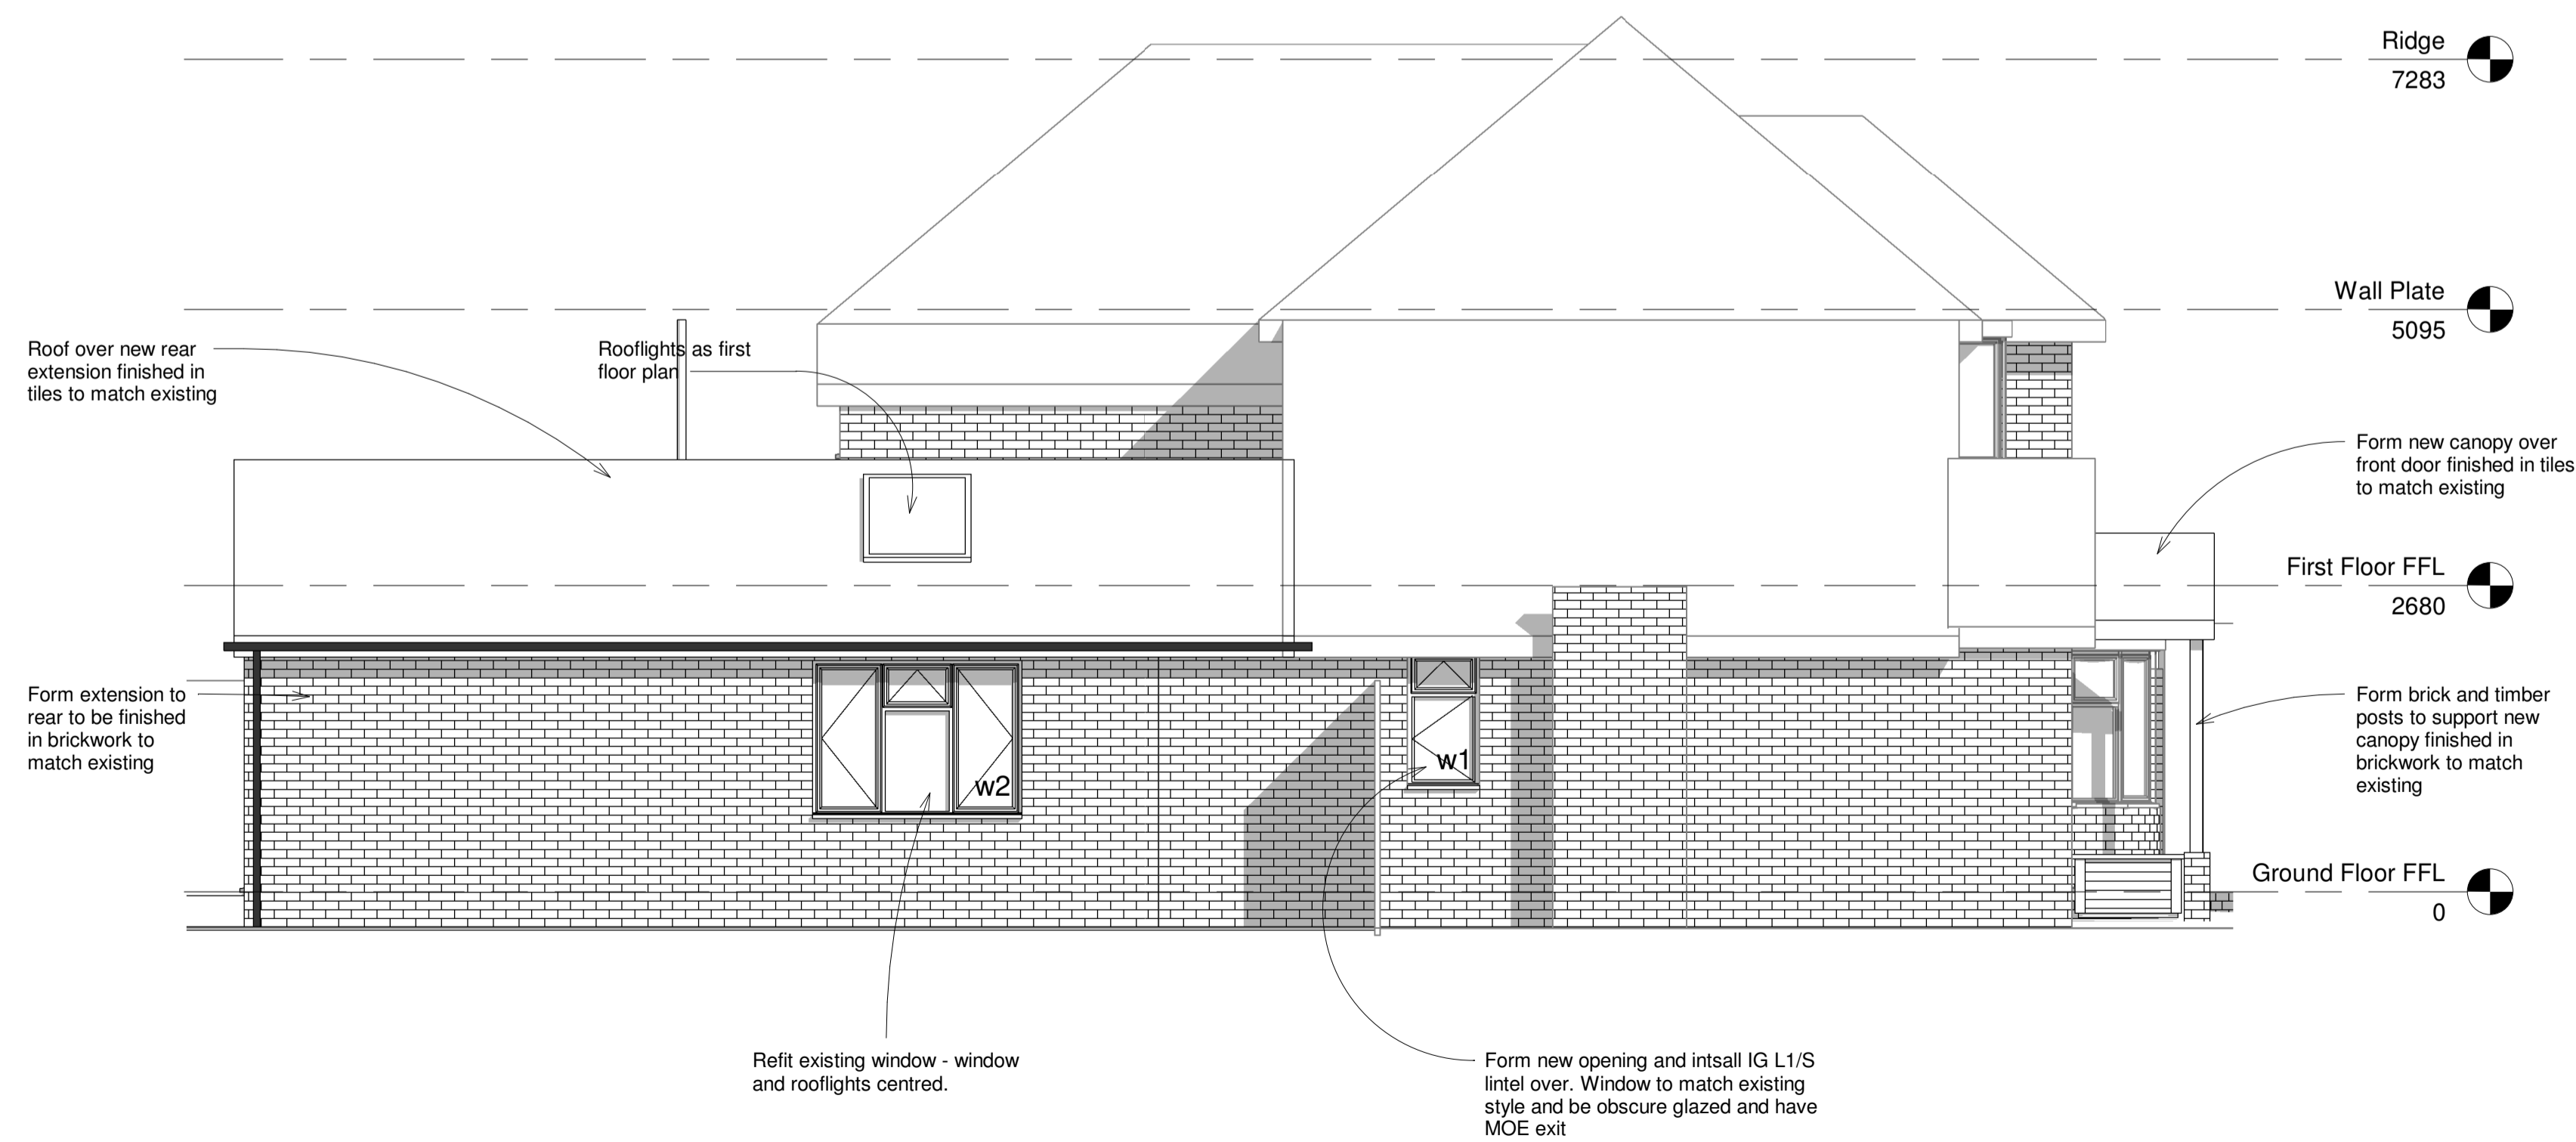 Ridge
7283
Wall Plate
5095
Roof over new rear
extension finished in
tiles to match existing
Rooflights as first
floor plan
Form new canopy over
front door finished in tiles
to match existing
First Floor FFL
2680
Form extension to
rear to be finished
in brickwork to
match existing
w2
w1
Form brick and timber
posts to support new
canopy finished in
brickwork to match
existing
Ground Floor FFL
0
Refit existing window - window
and rooflights centred.
Form new opening and intsall IG L1/S
lintel over. Window to match existing
style and be obscure glazed and have
MOE exit